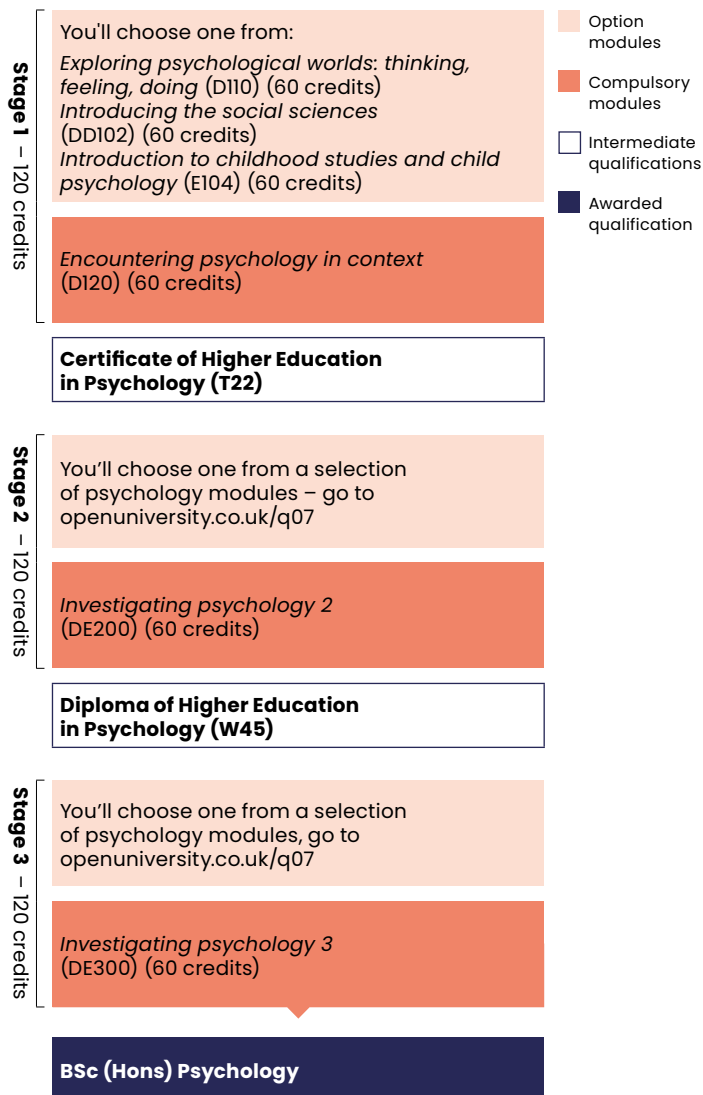 You'll choose one from:
Exploring psychological worlds: thinking,
feeling, doing (D110) (60 credits)
Introducing the social sciences
(DD102) (60 credits)
Introduction to childhood studies and child
psychology (E104) (60 credits)
Stage 1 – 120 credits
Encountering psychology in context
(D120) (60 credits)
Certificate of Higher Education
in Psychology (T22)
You’ll choose one from a selection
of psychology modules – go to
openuniversity.co.uk/q07
Stage 2 – 120 credits
Investigating psychology 2
(DE200) (60 credits)
Diploma of Higher Education
in Psychology (W45)
You’ll choose one from a selection
of psychology modules, go to
openuniversity.co.uk/q07
Stage 3 – 120 credits
Investigating psychology 3
(DE300) (60 credits)
BSc (Hons) Psychology
Option
modules
Compulsory
modules
Intermediate
qualifications
Awarded
qualification